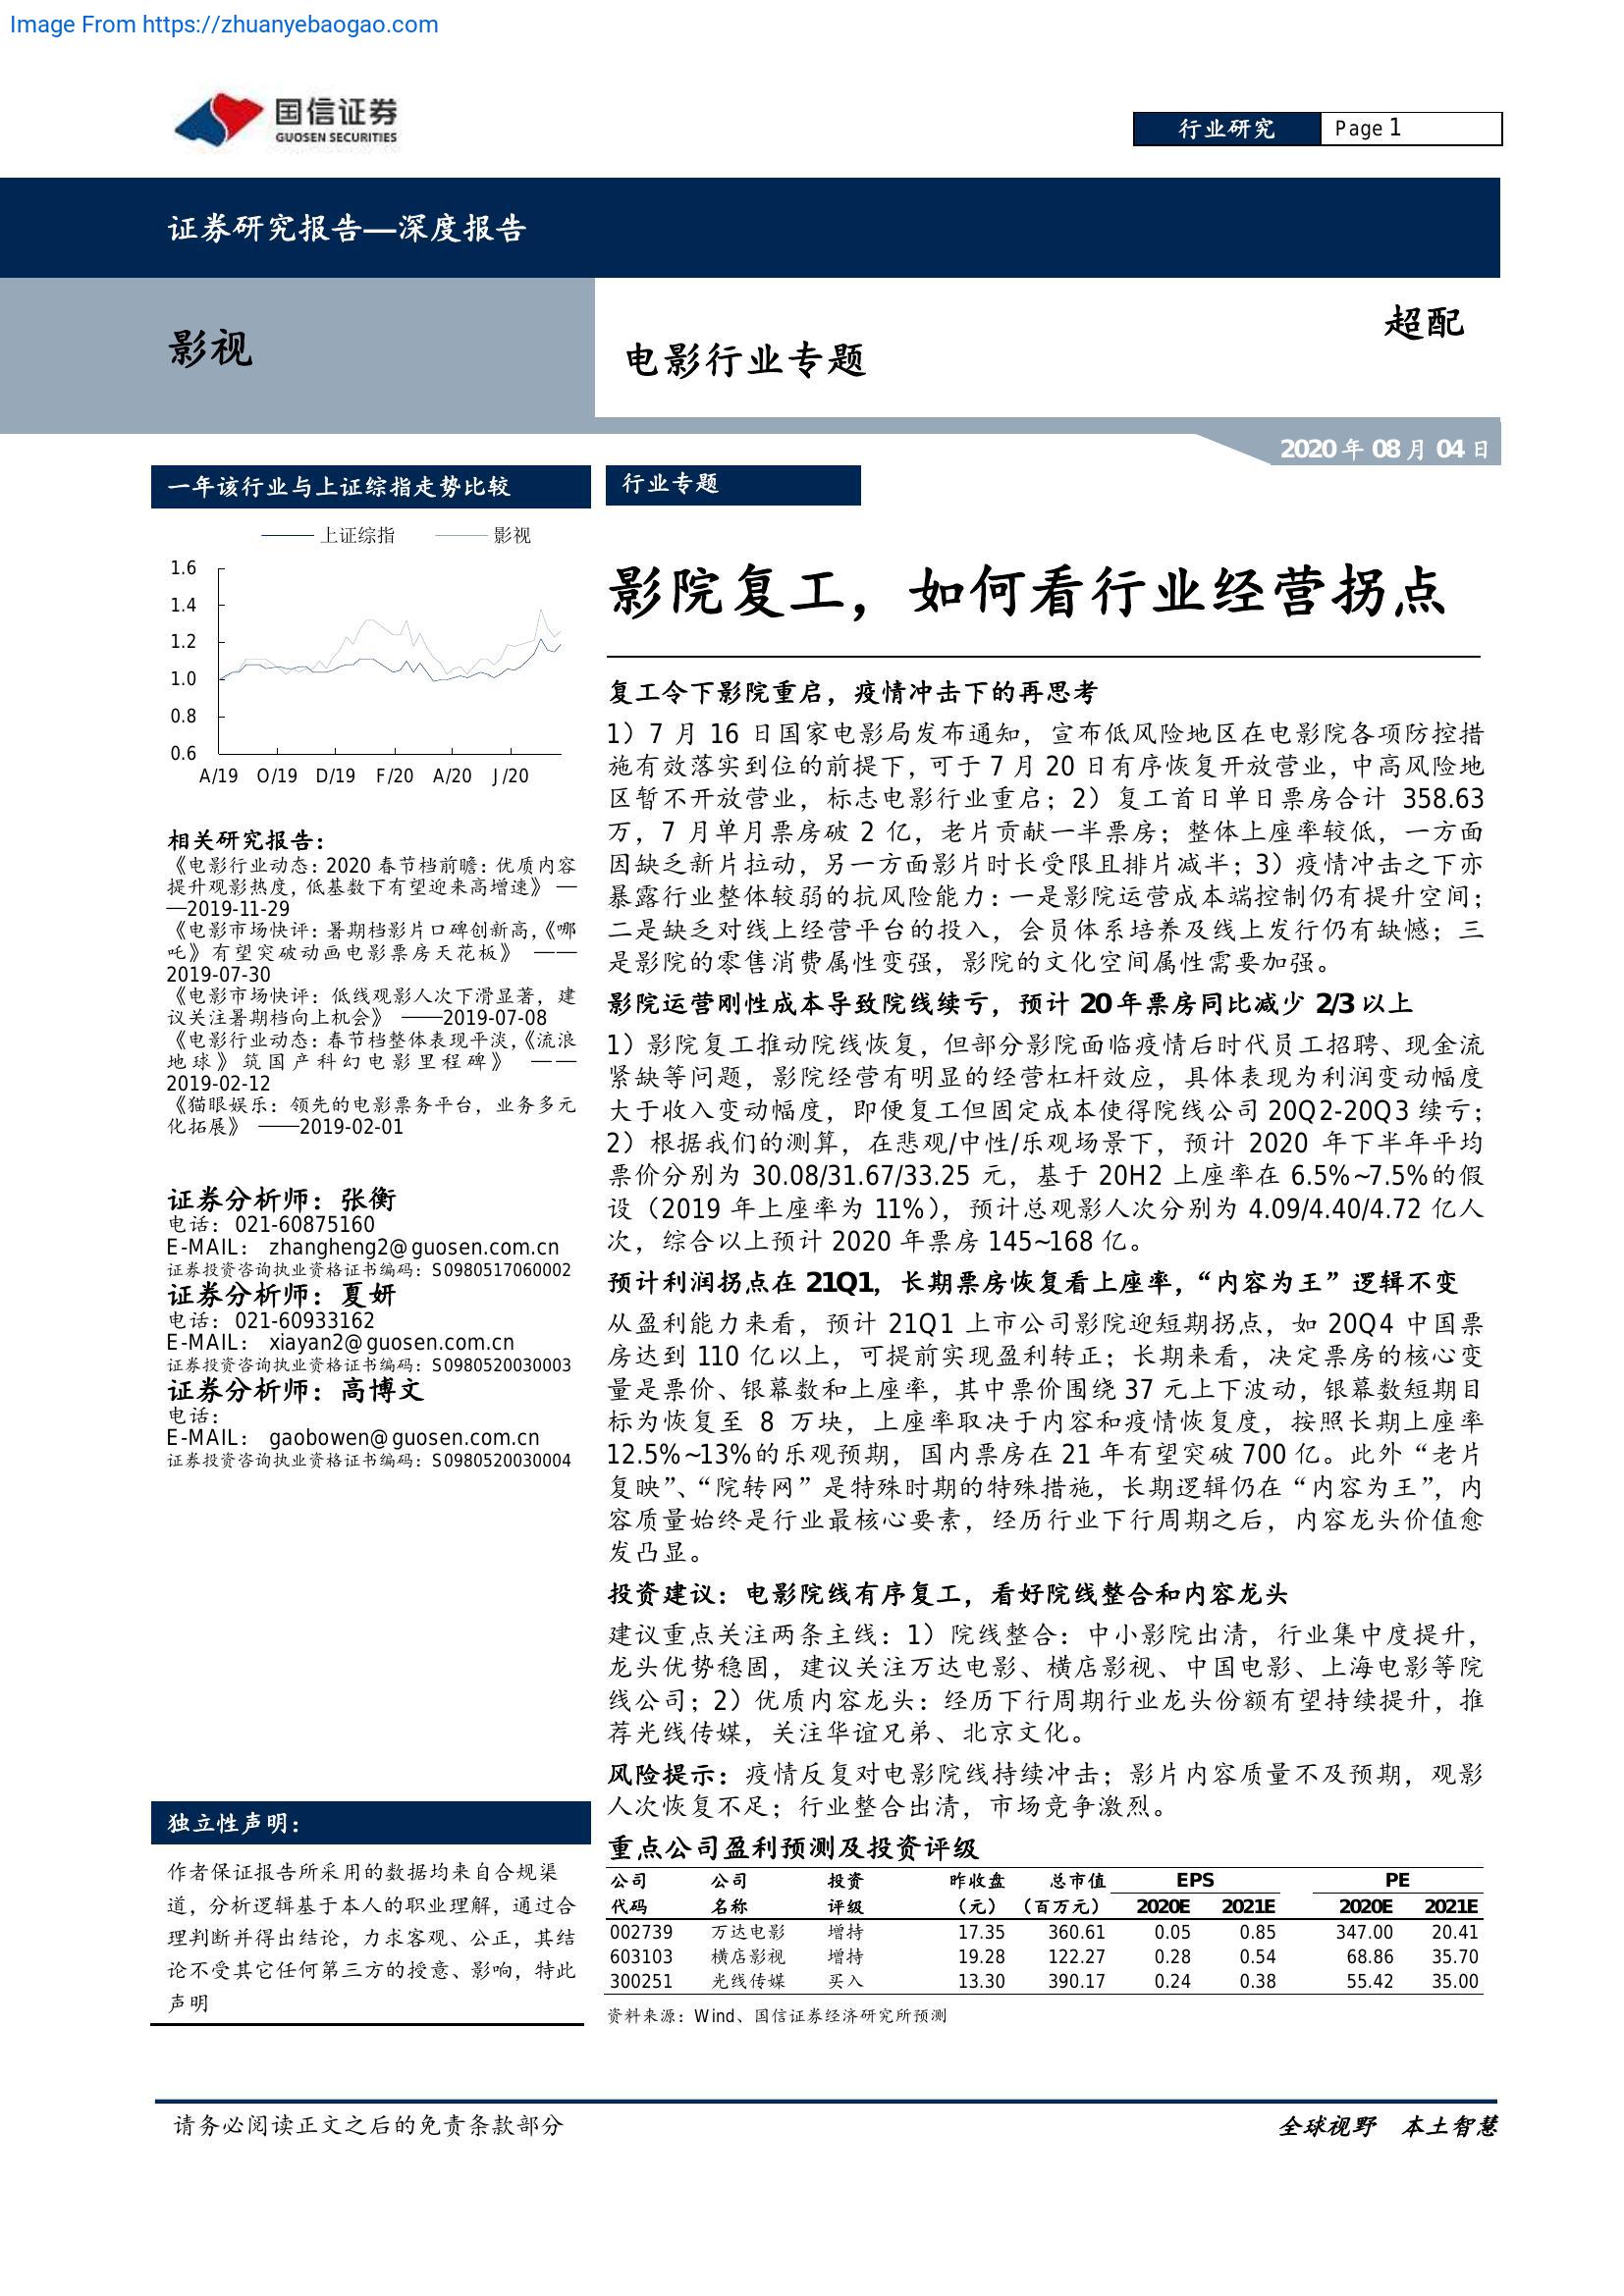 Image From https://zhuanyebaogao.com
国信证券
GUOSEN SECURITIES
行业研究 Page 1
证券研究报告—深度报告
影视
电影行业专题
超配
2020 年 08 月 04 日
一年该行业与上证综指走势比较
上证综指 影视
1.6
1.4
1.2
1.0
0.8
0.6
A/19 O/19 D/19 F/20 A/20 J/20
相关研究报告：
《电影行业动态：2020 春节档前瞻：优质内容
提升观影热度，低基数下有望迎来高增速》 —
—2019-11-29
《电影市场快评：暑期档影片口碑创新高，《哪
吒》有望突破动画电影票房天花板》 ——
2019-07-30
《电影市场快评：低线观影人次下滑显著，建
议关注暑期档向上机会》 ——2019-07-08
《电影行业动态：春节档整体表现平淡，《流浪
地球》筑国产科幻电影里程碑》 ——
2019-02-12
《猫眼娱乐：领先的电影票务平台，业务多元
化拓展》 ——2019-02-01
证券分析师：张衡
电话：021-60875160
E-MAIL： zhangheng2@guosen.com.cn
证券投资咨询执业资格证书编码：S0980517060002
证券分析师：夏妍
电话：021-60933162
E-MAIL： xiayan2@guosen.com.cn
证券投资咨询执业资格证书编码：S0980520030003
证券分析师：高博文
电话：
E-MAIL： gaobowen@guosen.com.cn
证券投资咨询执业资格证书编码：S0980520030004
独立性声明：
作者保证报告所采用的数据均来自合规渠
道，分析逻辑基于本人的职业理解，通过合
理判断并得出结论，力求客观、公正，其结
论不受其它任何第三方的授意、影响，特此
声明
行业专题
影院复工，如何看行业经营拐点
复工令下影院重启，疫情冲击下的再思考
1）7 月 16 日国家电影局发布通知，宣布低风险地区在电影院各项防控措
施有效落实到位的前提下，可于 7 月 20 日有序恢复开放营业，中高风险地
区暂不开放营业，标志电影行业重启；2）复工首日单日票房合计 358.63
万，7 月单月票房破 2 亿，老片贡献一半票房；整体上座率较低，一方面
因缺乏新片拉动，另一方面影片时长受限且排片减半；3）疫情冲击之下亦
暴露行业整体较弱的抗风险能力：一是影院运营成本端控制仍有提升空间；
二是缺乏对线上经营平台的投入，会员体系培养及线上发行仍有缺憾；三
是影院的零售消费属性变强，影院的文化空间属性需要加强。
影院运营刚性成本导致院线续亏，预计 20 年票房同比减少 2/3 以上
1）影院复工推动院线恢复，但部分影院面临疫情后时代员工招聘、现金流
紧缺等问题，影院经营有明显的经营杠杆效应，具体表现为利润变动幅度
大于收入变动幅度，即便复工但固定成本使得院线公司 20Q2-20Q3 续亏；
2）根据我们的测算，在悲观/中性/乐观场景下，预计 2020 年下半年平均
票价分别为 30.08/31.67/33.25 元，基于 20H2 上座率在 6.5%~7.5%的假
设（2019 年上座率为 11%），预计总观影人次分别为 4.09/4.40/4.72 亿人
次，综合以上预计 2020 年票房 145~168 亿。
预计利润拐点在 21Q1，长期票房恢复看上座率，“内容为王”逻辑不变
从盈利能力来看，预计 21Q1 上市公司影院迎短期拐点，如 20Q4 中国票
房达到 110 亿以上，可提前实现盈利转正；长期来看，决定票房的核心变
量是票价、银幕数和上座率，其中票价围绕 37 元上下波动，银幕数短期目
标为恢复至 8 万块，上座率取决于内容和疫情恢复度，按照长期上座率
12.5%~13%的乐观预期，国内票房在 21 年有望突破 700 亿。此外“老片
复映”、“院转网”是特殊时期的特殊措施，长期逻辑仍在“内容为王”，内
容质量始终是行业最核心要素，经历行业下行周期之后，内容龙头价值愈
发凸显。
投资建议：电影院线有序复工，看好院线整合和内容龙头
建议重点关注两条主线：1）院线整合：中小影院出清，行业集中度提升，
龙头优势稳固，建议关注万达电影、横店影视、中国电影、上海电影等院
线公司；2）优质内容龙头：经历下行周期行业龙头份额有望持续提升，推
荐光线传媒，关注华谊兄弟、北京文化。
风险提示：疫情反复对电影院线持续冲击；影片内容质量不及预期，观影
人次恢复不足；行业整合出清，市场竞争激烈。
重点公司盈利预测及投资评级
公司 公司 投资 昨收盘 总市值 EPS PE
代码 名称 评级 （元） （百万元） 2020E 2021E 2020E 2021E
002739 万达电影 增持 17.35 360.61 0.05 0.85 347.00 20.41
603103 横店影视 增持 19.28 122.27 0.28 0.54 68.86 35.70
300251 光线传媒 买入 13.30 390.17 0.24 0.38 55.42 35.00
资料来源：Wind、国信证券经济研究所预测
请务必阅读正文之后的免责条款部分
全球视野 本土智慧